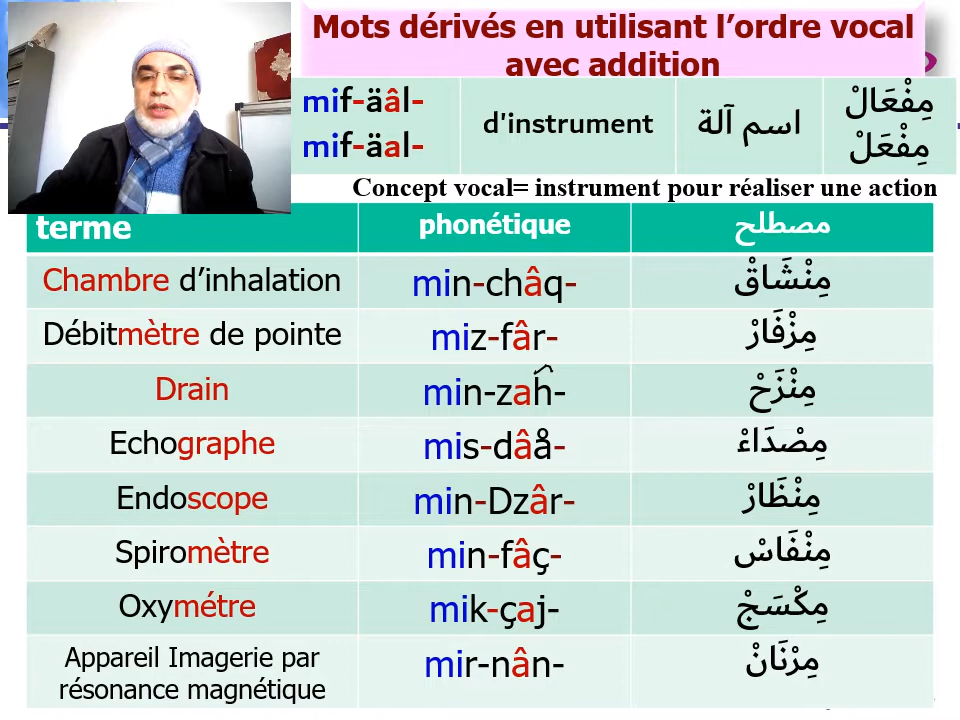 Mots dérivés en utilisant l’ordre vocal
avec addition
mif-äâl- d'instrument اسم آلة مِفْعَالْ
mif-äal- مِفْعَلْ
Concept vocal= instrument pour réaliser une action
terme phonétique مصطلح
Chambre d’inhalation min-châq- مِنْشَاقْ
Débitmètre de pointe miz-fâr- مِزْفَارْ
Drain min-zaĥ- مِنْزَحْ
Echographe mis-dâå- مِصْدَاءْ
Endoscope min-Dzâr- مِنْظَارْ
Spiromètre min-fâç- مِنْفَاسْ
Oxymétre mik-çaj- مِكْسَجْ
Appareil Imagerie par
résonance magnétique mir-nân- مِرْنَانْ